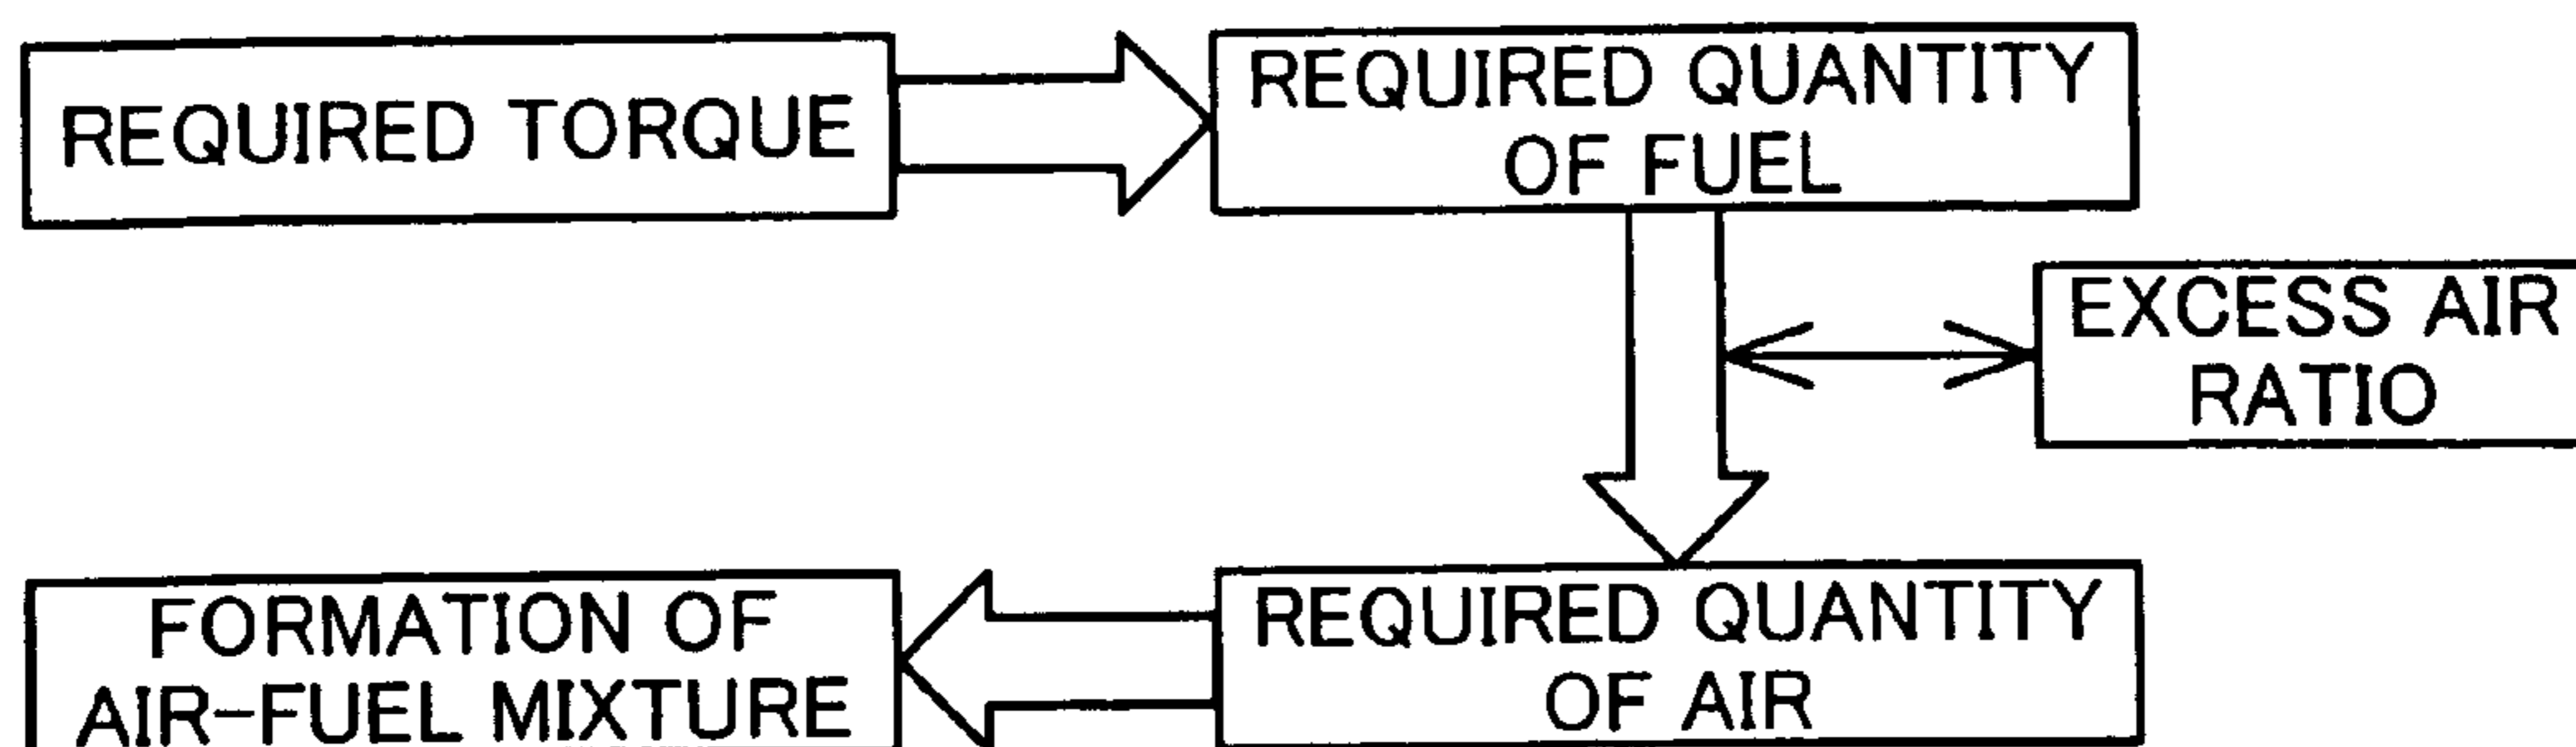 REQUIRED TORQUE
REQUIRED QUANTITY
OF FUEL
EXCESS AIR
RATIO
REQUIRED QUANTITY
OF AIR
FORMATION OF
AIR-FUEL MIXTURE